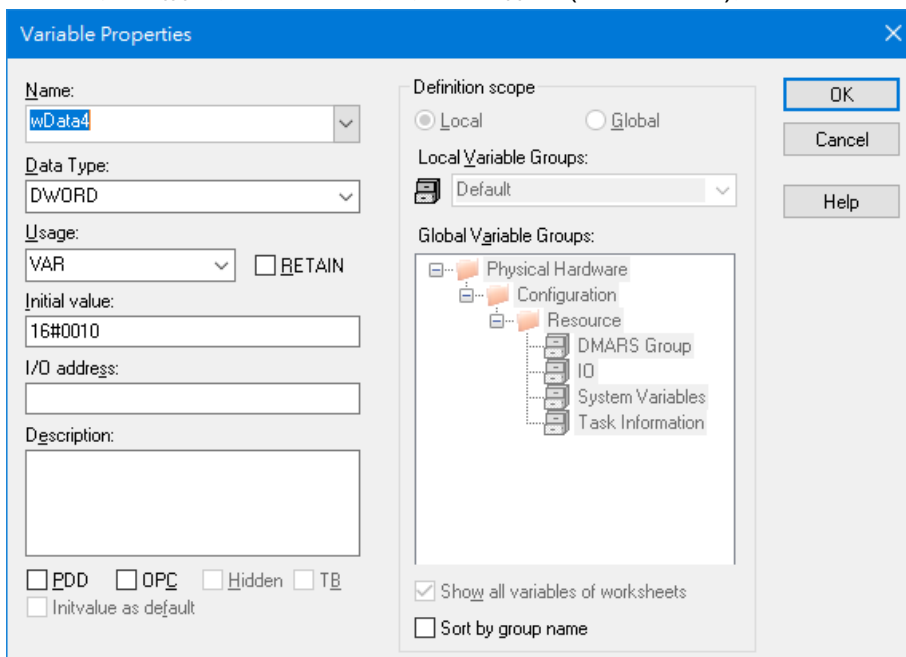 Variable Properties
Name:
wData4
Data Type:
DWORD
Usage:
VAR
RETAIN
Initial value:
16#0010
I/O address:
Description:
PDD
OPC
Hidden
TB
Initvalue as default
Definition scope
Local
Global
Local Variable Groups:
Default
Global Variable Groups:
Physical Hardware
Configuration
Resource
DMARS Group
IO
System Variables
Task Information
Show all variables of worksheets
Sort by group name
OK
Cancel
Help